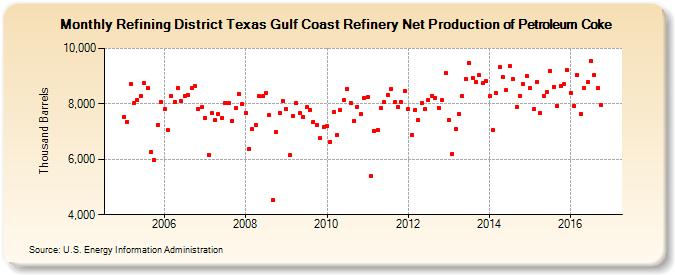 Monthly Refining District Texas Gulf Coast Refinery Net Production of Petroleum Coke
Thousand Barrels
10,000
8,000
6,000
4,000
2006 2008 2010 2012 2014 2016
Source: U.S. Energy Information Administration